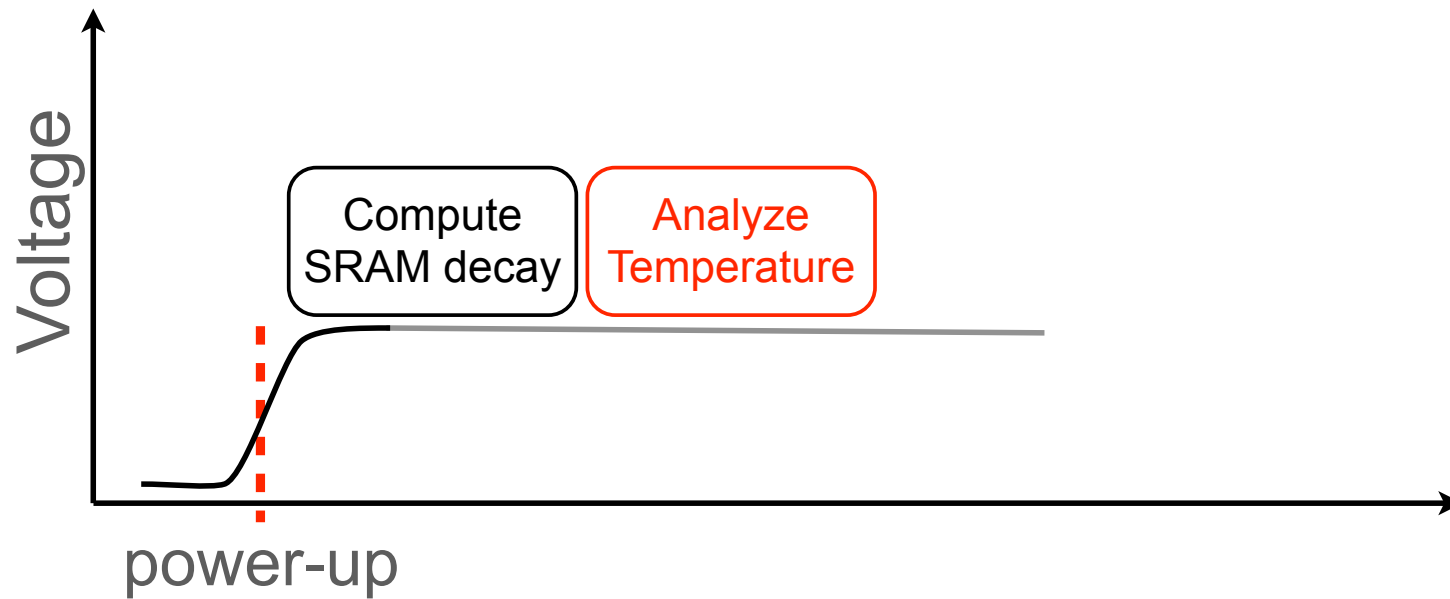 Voltage
Compute
SRAM decay
Analyze
Temperature
power-up